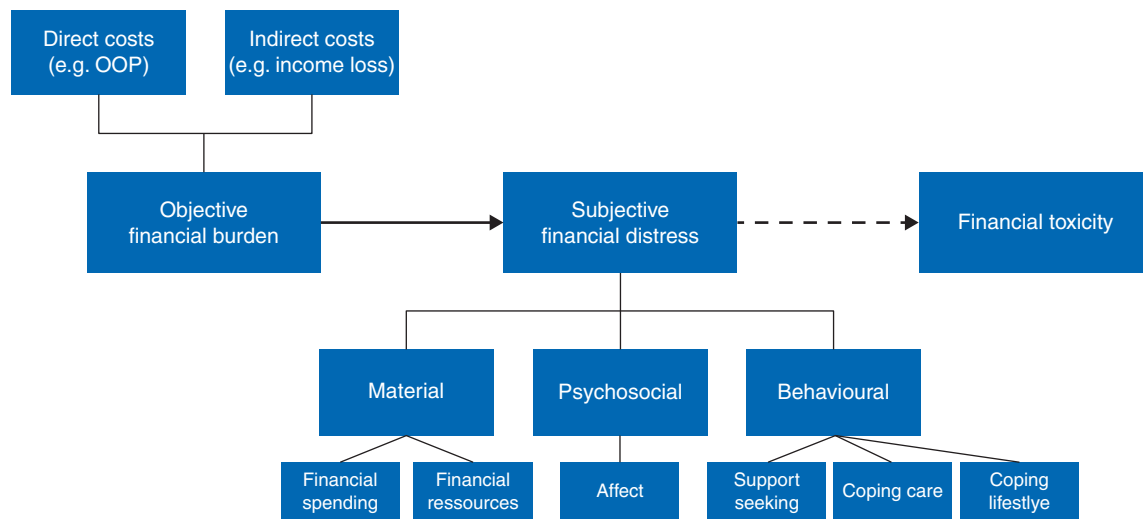 Direct costs
(e.g. OOP)
Indirect costs
(e.g. income loss)
Objective
financial burden
Subjective
financial distress
Financial toxicity
Material
Psychosocial
Behavioural
Financial
spending
Financial
ressources
Affect
Support
seeking
Coping care
Coping
lifestlye